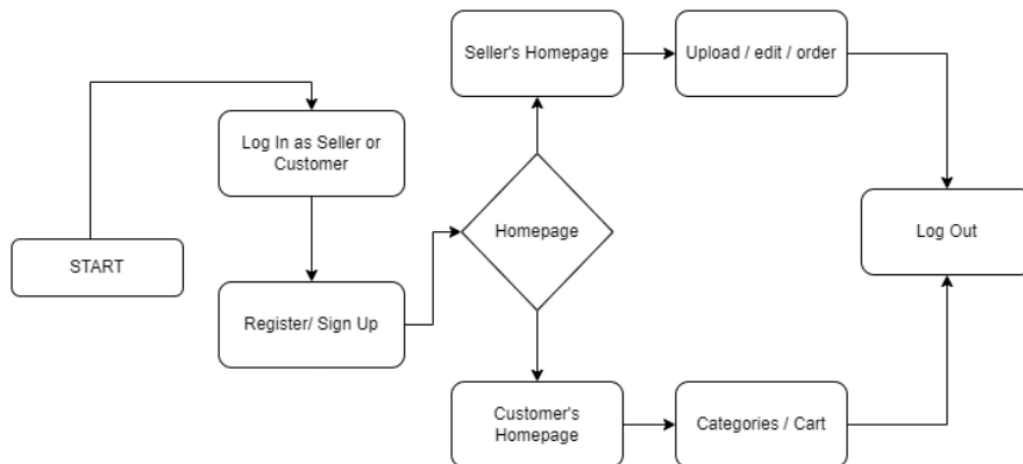 START
Log In as Seller or
Customer
Register/ Sign Up
Homepage
Seller's Homepage
Upload / edit / order
Customer's
Homepage
Categories / Cart
Log Out